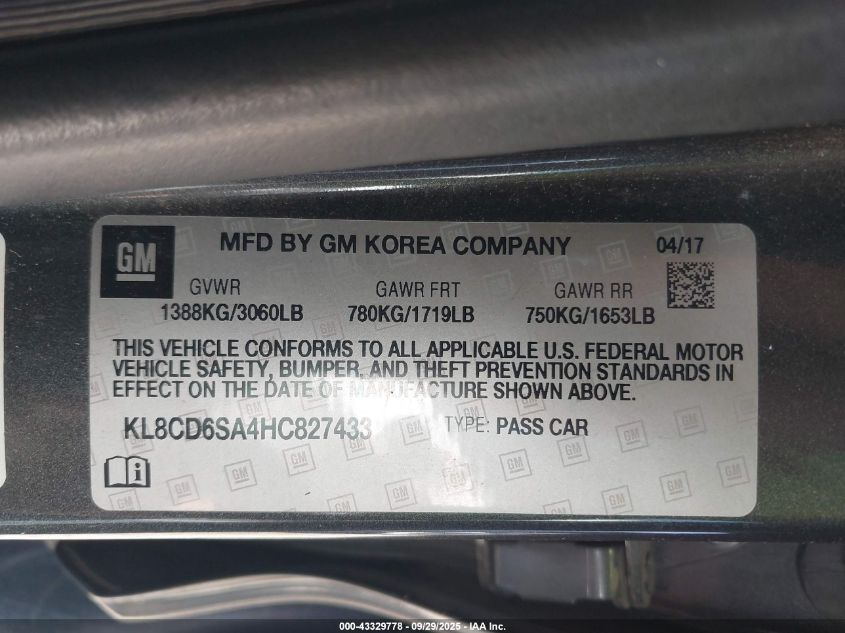 GM
MFD BY GM KOREA COMPANY 04/17
GVWR GAWR FRT GAWR RR
1388KG/3060LB 780KG/1719LB 750KG/1653LB
THIS VEHICLE CONFORMS TO ALL APPLICABLE U.S. FEDERAL MOTOR
VEHICLE SAFETY, BUMPER, AND THEFT PREVENTION STANDARDS IN
EFFECT ON THE DATE OF MANUFACTURE SHOWN ABOVE.
KL8CD6SA4HC827433 TYPE: PASS CAR
000-43329778 - 09/29/2025 - IAA Inc.